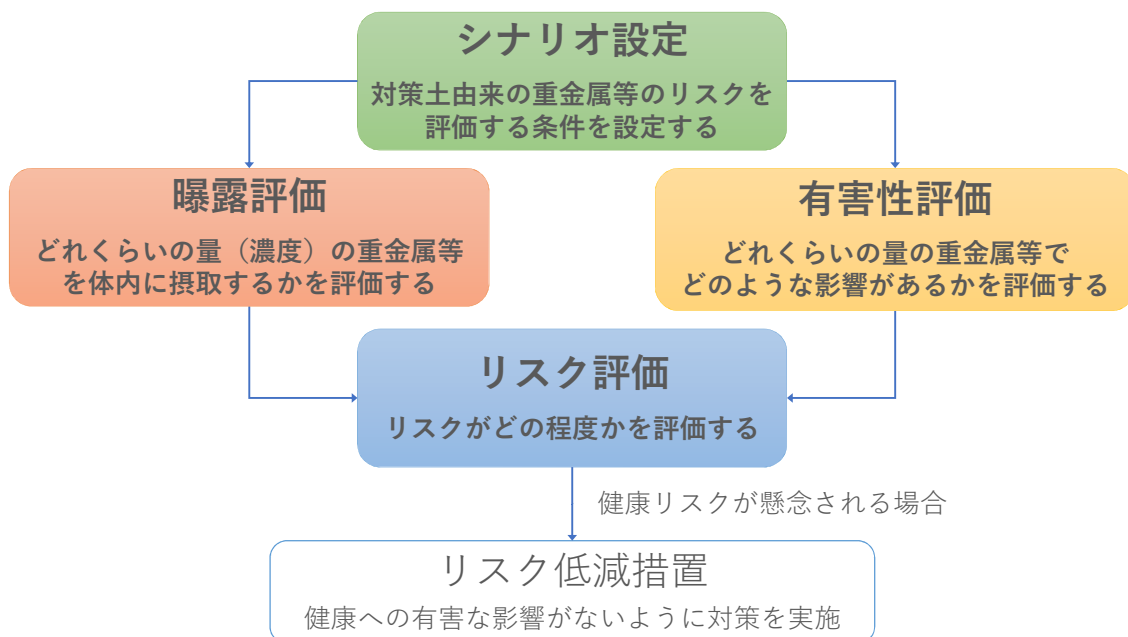 シナリオ設定
対策土由来の重金属等のリスクを
評価する条件を設定する
曝露評価
どれくらいの量（濃度）の重金属等
を体内に摂取するかを評価する
有害性評価
どれくらいの量の重金属等で
どのような影響があるかを評価する
リスク評価
リスクがどの程度かを評価する
健康リスクが懸念される場合
リスク低減措置
健康への有害な影響がないように対策を実施